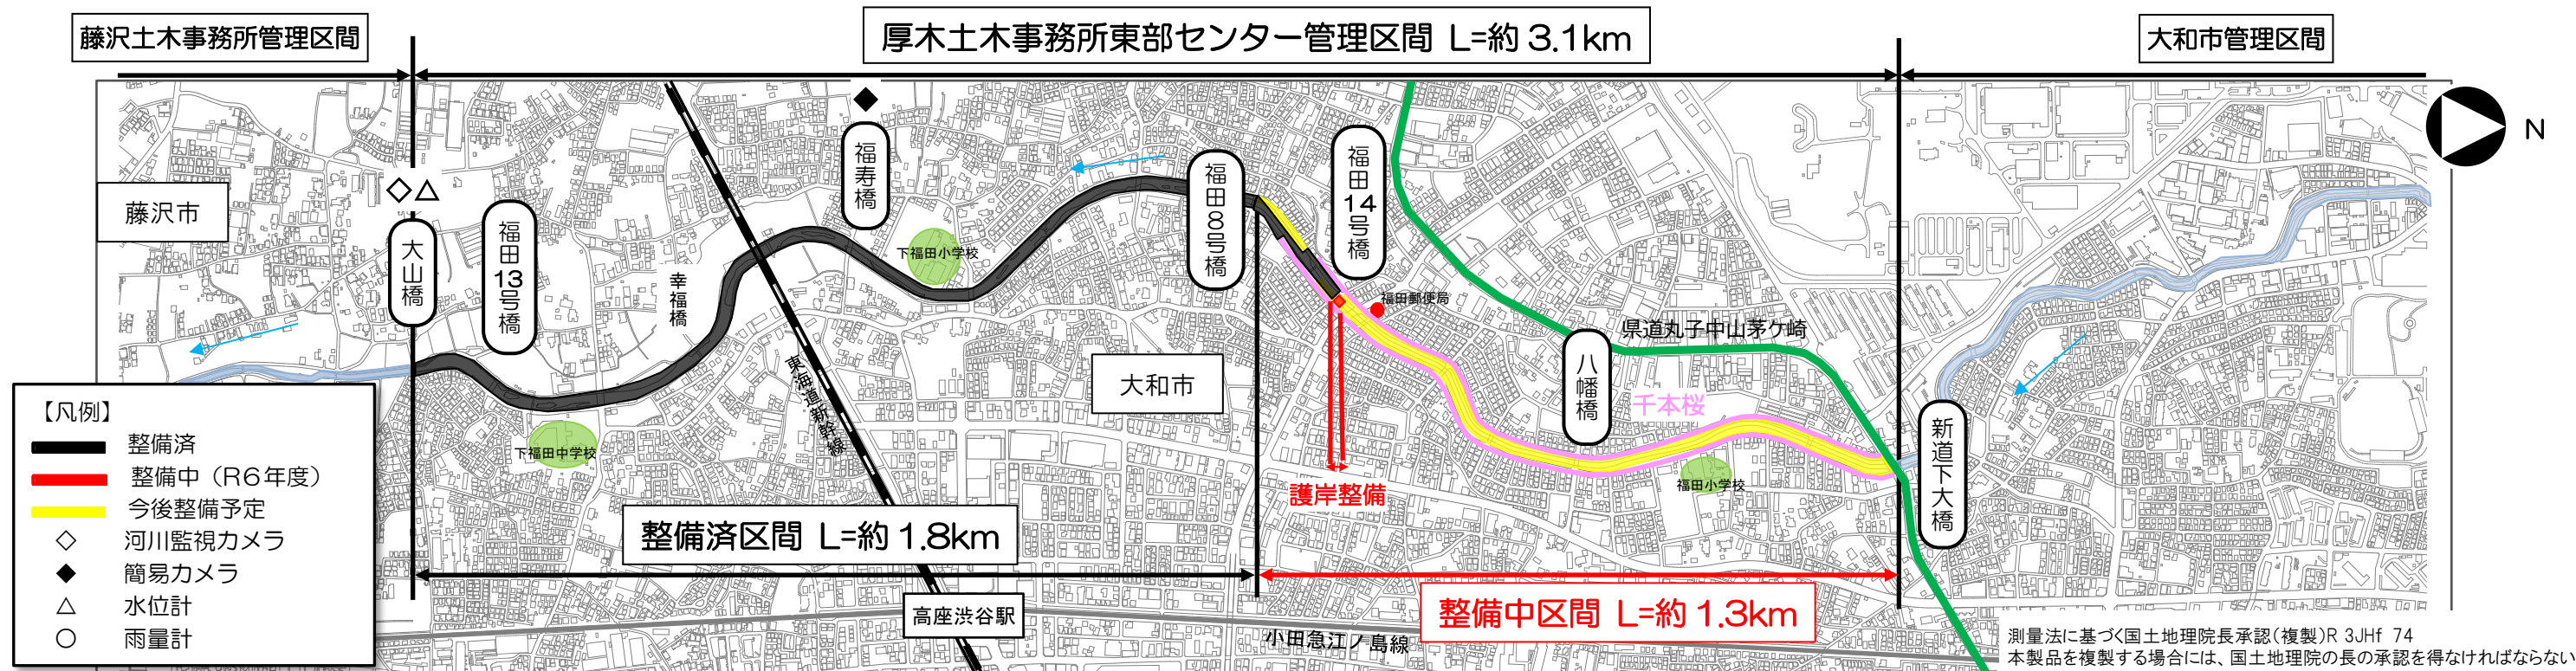 藤沢土木事務所管理区間
厚木土木事務所東部センター管理区間 L=約3.1km
大和市管理区間
N
藤沢市
大山橋
福田13号橋
幸福橋
福寿橋
下福田小学校
福田8号橋
福田14号橋
福田郵便局
県道丸子中山茅ケ崎
八幡橋
千本桜
福田小学校
新道下大橋
大和市
東海道新幹線
下福田中学校
護岸整備
【凡例】
整備済
整備中（R6年度）
今後整備予定
河川監視カメラ
簡易カメラ
水位計
雨量計
整備済区間 L=約1.8km
整備中区間 L=約1.3km
高座渋谷駅
小田急江ノ島線
測量法に基づく国土地理院長承認（複製）R 3JHf 74
本製品を複製する場合には、国土地理院の長の承認を得なければならない